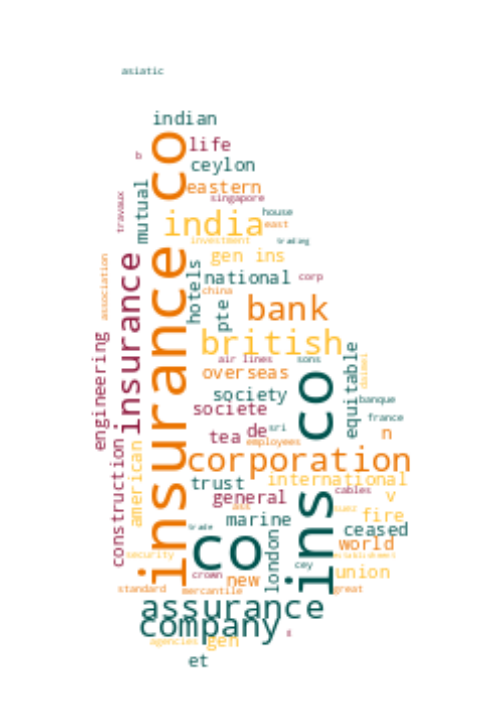 asiatic
indian
co
life
b
ceylon
eastern
mutual
travaux
singapore
house
india
east
investment
trading
insurance
insurance
gen ins
association
hotels
national
corp
china
pte
bank
british
engineering
equitable
air lines
sons
overseas
daimei
co
society
banque
societe
france
tea
de
sri
n
employees
construction
american
corporation
trust
international
general
cables
v
ass
suez
fire
marine
trade
ceased
co
london
world
security
establishment
ins
cey
union
crown
new
standard
mercantile
great
assurance
company
s
agencies
gen
et